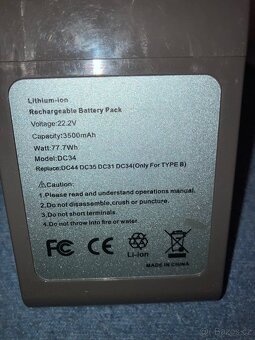 Lithium-ion
Rechargeable Battery Pack
Voltage:22.2V
Capacity:3500mAh
Watt:77.7Wh
Model:DC34
Replace:DC44 DC35 DC31 DC34(Only For TYPE B)
⚠Caution:
1.Please read and understand operations manual.
2.Do not disassemble,crush or puncture.
3.Do not short terminals
4.Do not throw into fire or water.
FC CE Li-ion
MADE IN CHINA